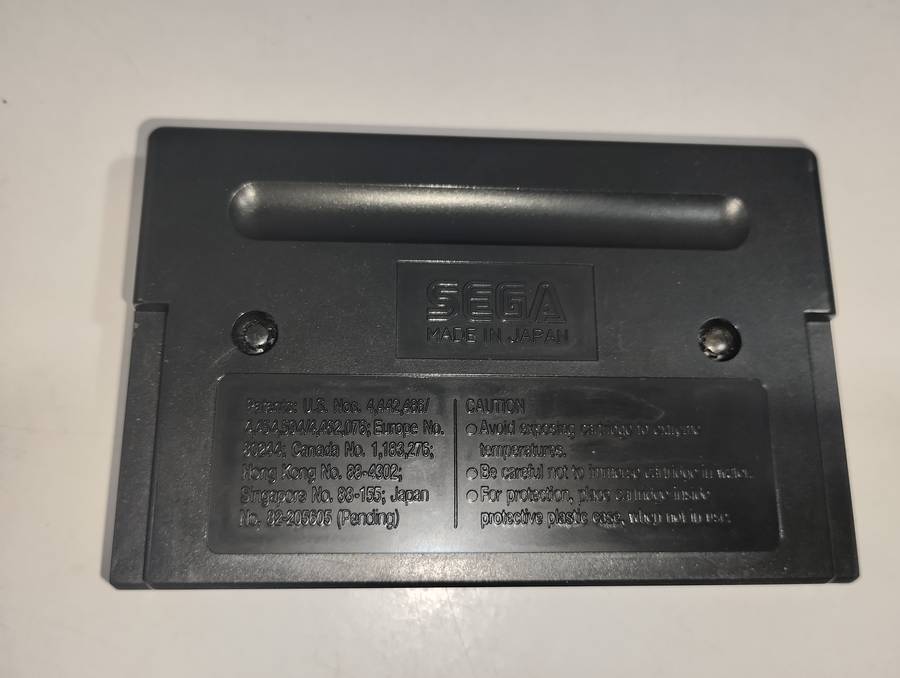 SEGA
MADE IN JAPAN
Patents: U.S. Nos. 4,442,486/
4,454,594/4,462,076; Europe No.
80244; Canada No. 1,183,276;
Hong Kong No. 88-4302;
Singapore No. 88-155; Japan
No. 82-205605 (Pending)
CAUTION
Avoid exposing cartridge to extreme
temperatures.
Be careful not to immerse cartridge in water.
For protection, place cartridge inside
protective plastic case, when not in use.